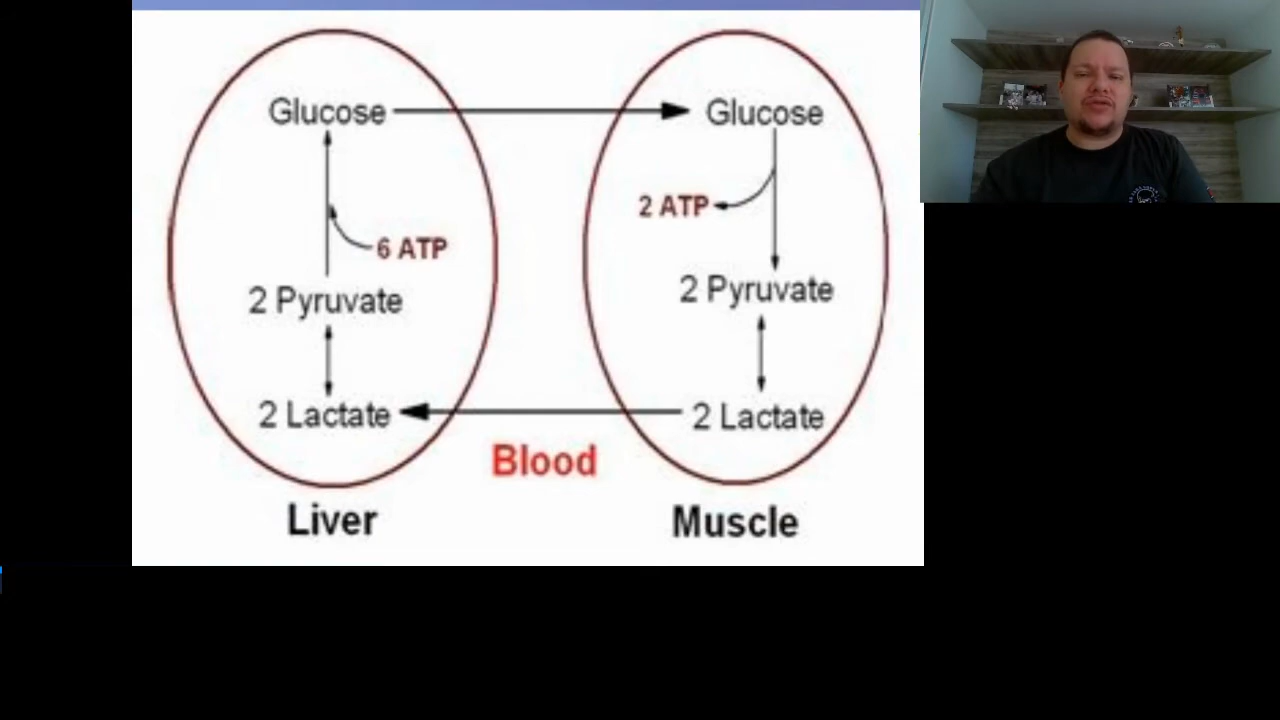 Glucose
Glucose
2 ATP
6 ATP
2 Pyruvate
2 Pyruvate
2 Lactate
2 Lactate
Blood
Liver
Muscle